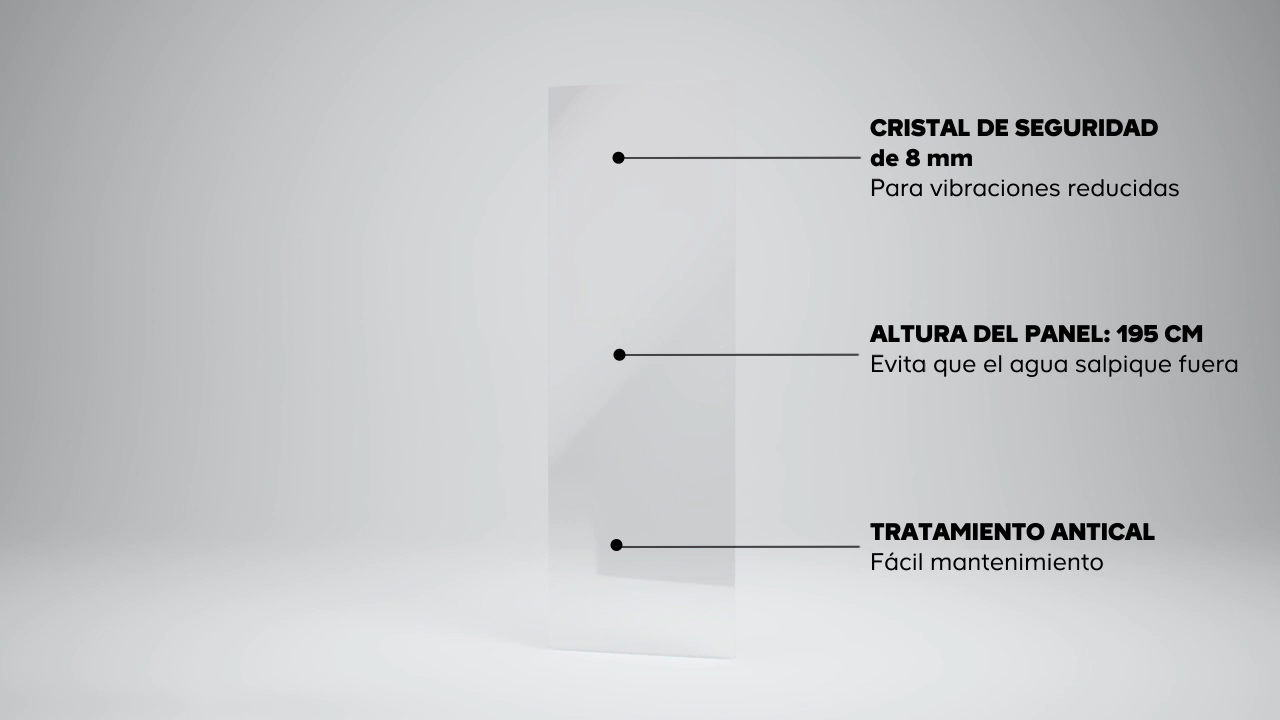 CRISTAL DE SEGURIDAD
de 8 mm
Para vibraciones reducidas
ALTURA DEL PANEL: 195 CM
Evita que el agua salpique fuera
TRATAMIENTO ANTICAL
Fácil mantenimiento